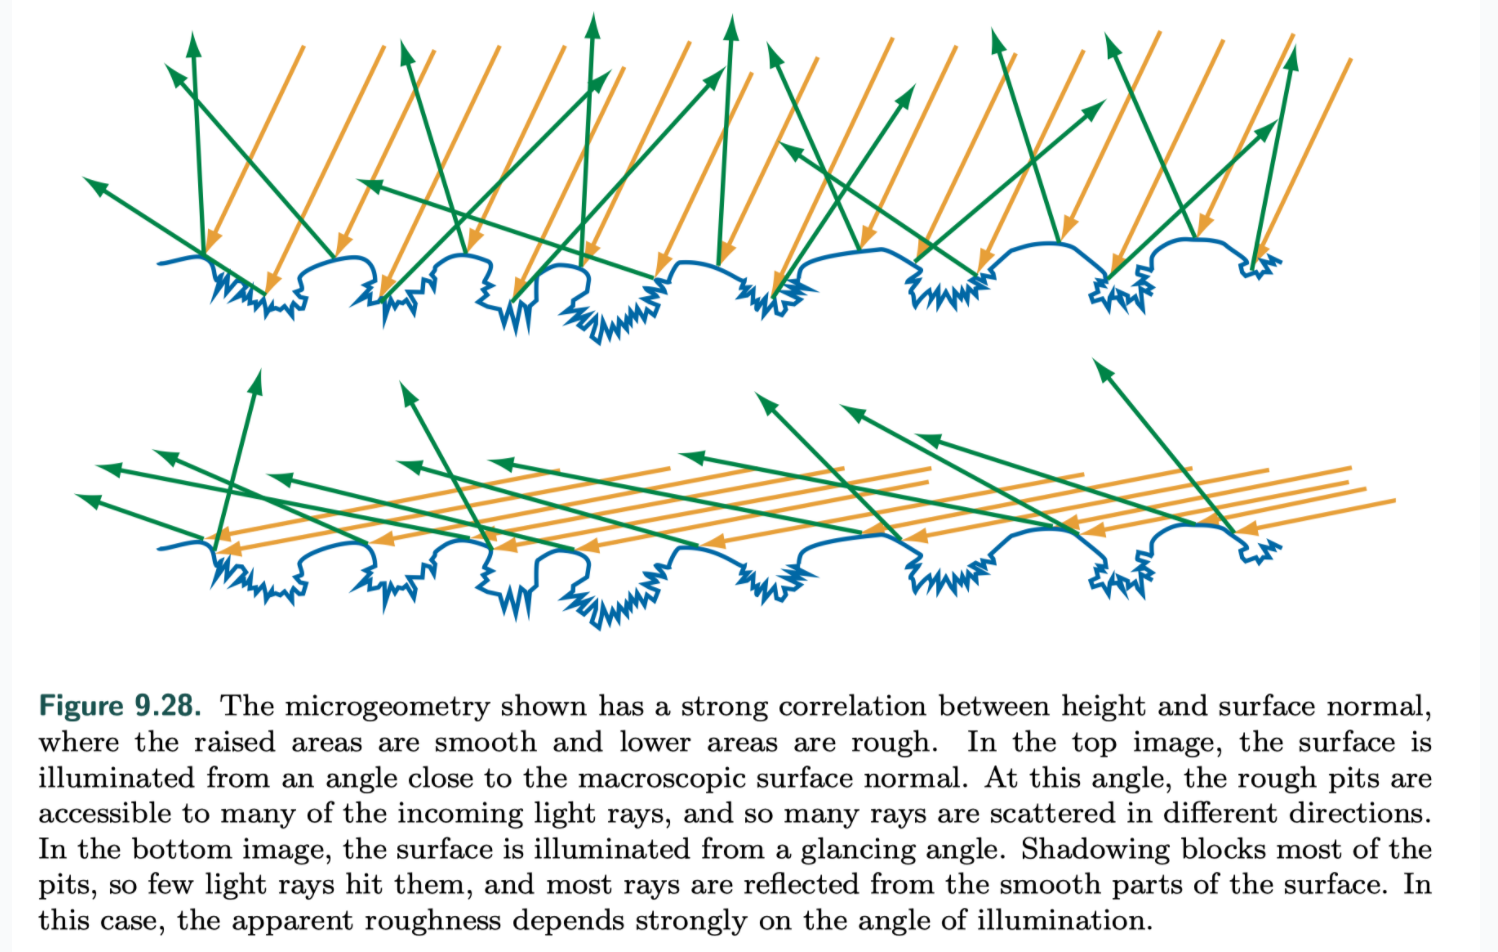 Figure 9.28. The microgeometry shown has a strong correlation between height and surface normal,
where the raised areas are smooth and lower areas are rough. In the top image, the surface is
illuminated from an angle close to the macroscopic surface normal. At this angle, the rough pits are
accessible to many of the incoming light rays, and so many rays are scattered in different directions.
In the bottom image, the surface is illuminated from a glancing angle. Shadowing blocks most of the
pits, so few light rays hit them, and most rays are reflected from the smooth parts of the surface. In
this case, the apparent roughness depends strongly on the angle of illumination.